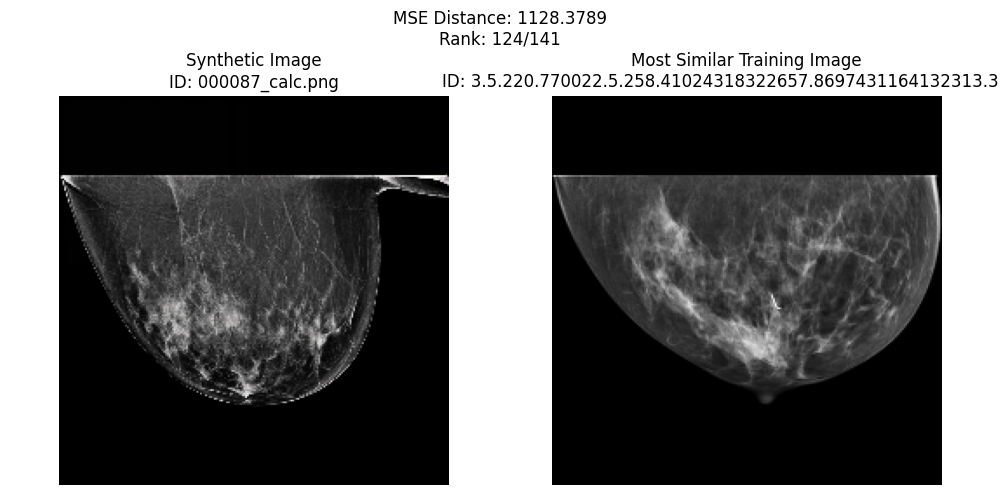 MSE Distance: 1128.3789
Rank: 124/141
Synthetic Image
ID: 000087_calc.png
Most Similar Training Image
ID: 3.5.220.770022.5.258.41024318322657.8697431164132313.3